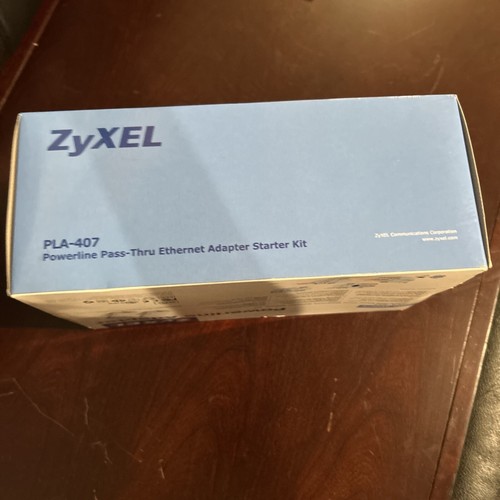 ZyXEL
PLA-407
Powerline Pass-Thru Ethernet Adapter Starter Kit
ZyXEL Communications Corporation
www.zyxel.com